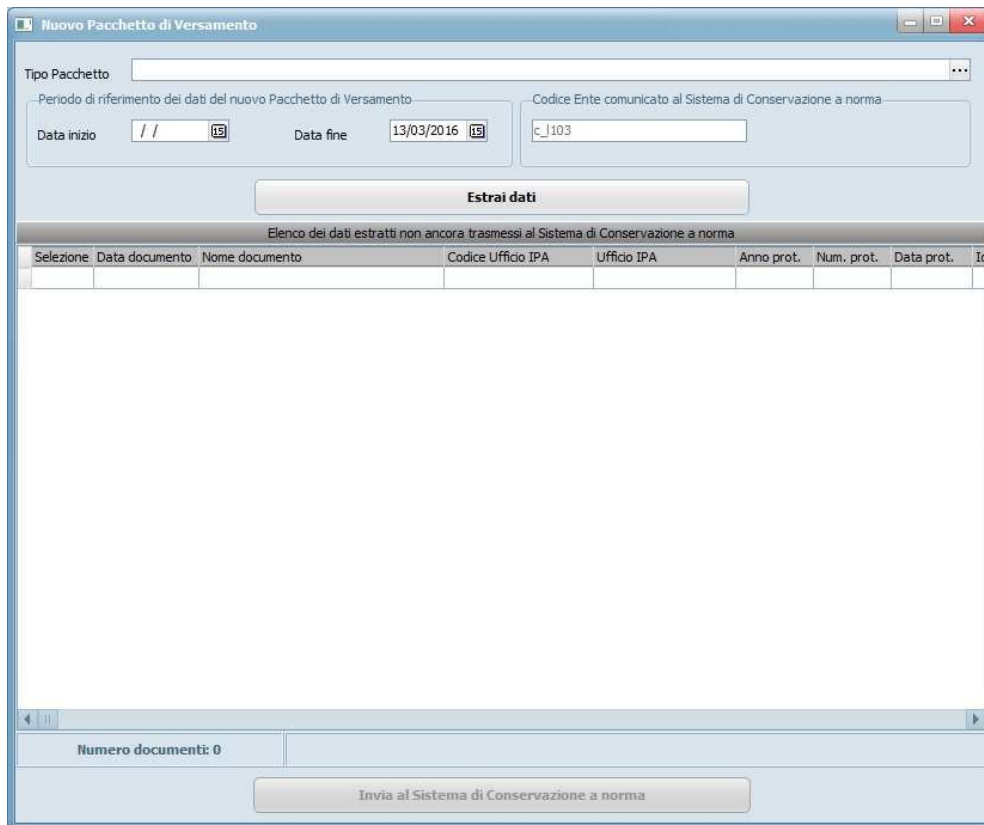 Nuovo Pacchetto di Versamento
Tipo Pacchetto ...
Periodo di riferimento dei dati del nuovo Pacchetto di Versamento
Codice Ente comunicato al Sistema di Conservazione a norma
Data inizio / / 15 Data fine 13/03/2016 15
c_l103
Estrai dati
Elenco dei dati estratti non ancora trasmessi al Sistema di Conservazione a norma
Selezione Data documento Nome documento Codice Ufficio IPA Ufficio IPA Anno prot. Num. prot. Data prot.
Numero documenti: 0
Invia al Sistema di Conservazione a norma